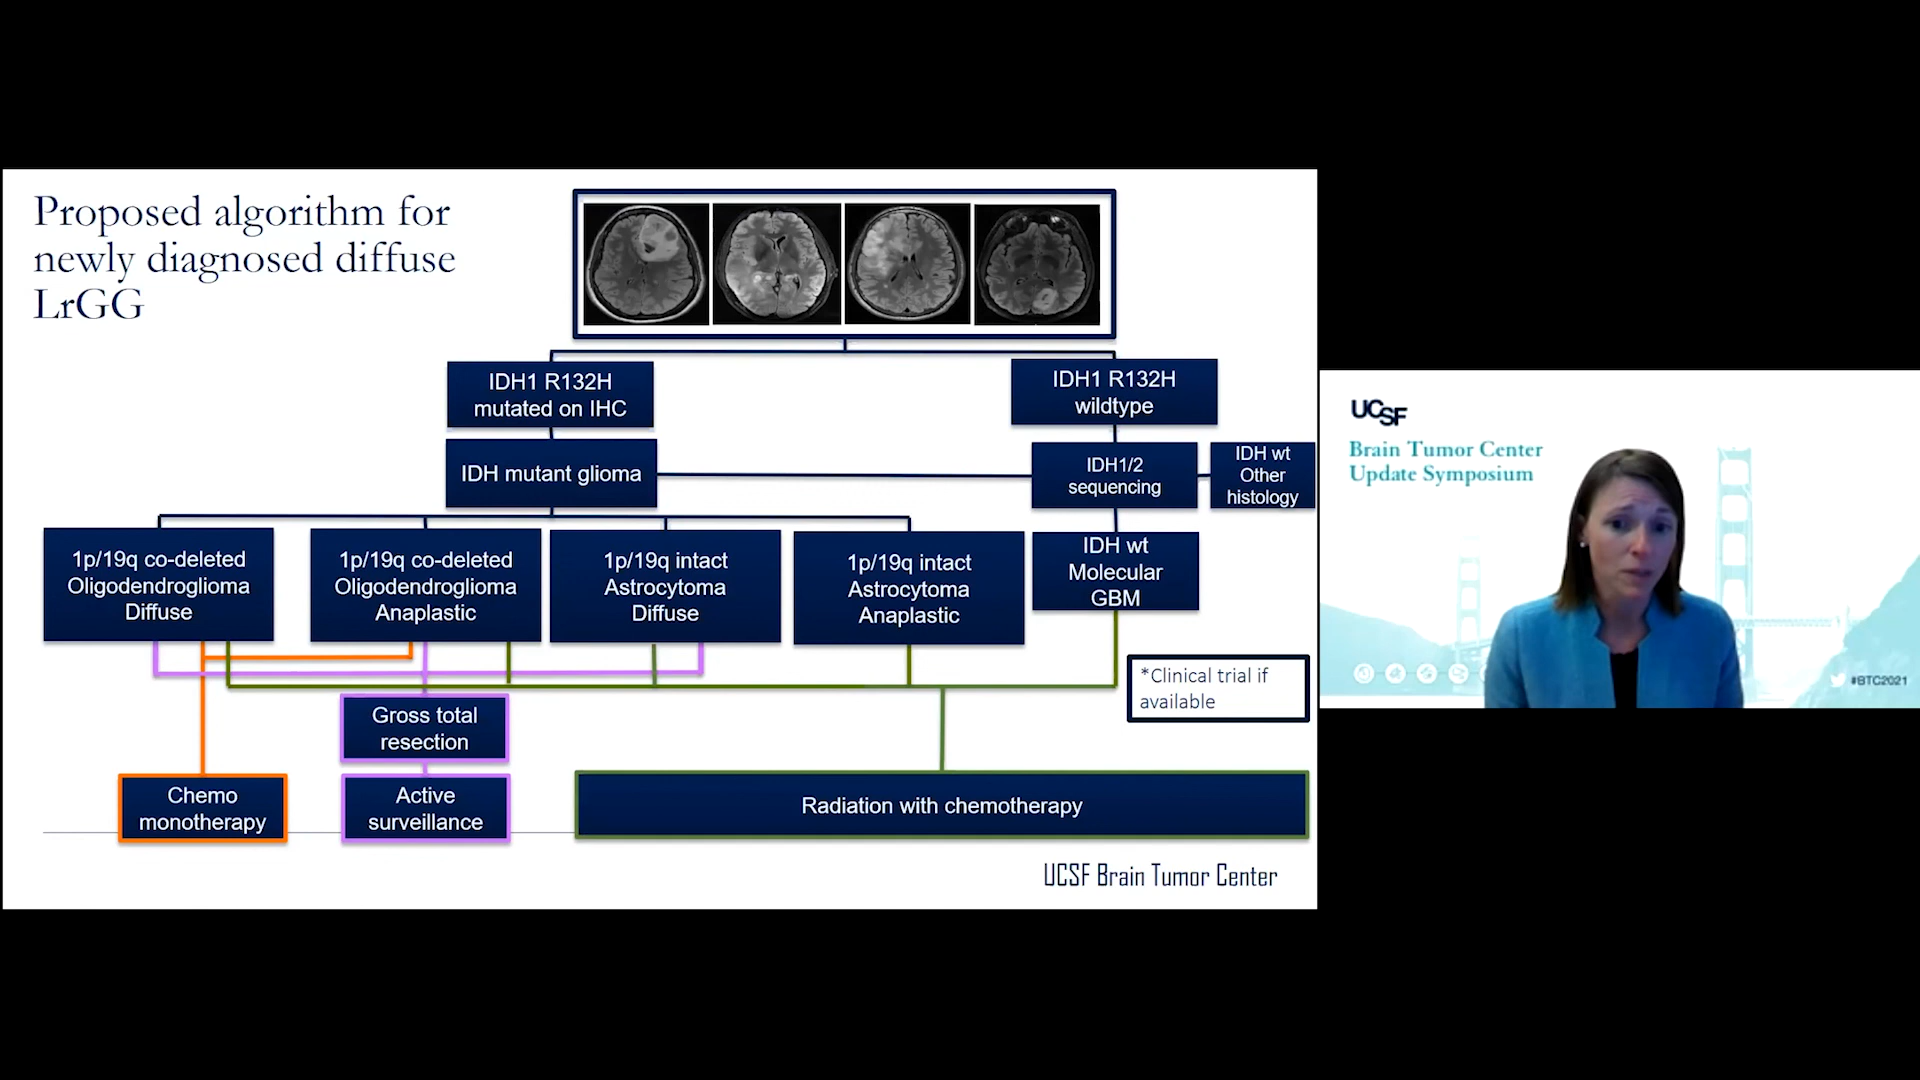 Proposed algorithm for
newly diagnosed diffuse
LrGG
IDH1 R132H
mutated on IHC
IDH1 R132H
wildtype
IDH mutant glioma
IDH1/2
sequencing
IDH wt
Other
histology
1p/19q co-deleted
Oligodendroglioma
Diffuse
1p/19q co-deleted
Oligodendroglioma
Anaplastic
1p/19q intact
Astrocytoma
Diffuse
1p/19q intact
Astrocytoma
Anaplastic
IDH wt
Molecular
GBM
*Clinical trial if
available
Gross total
resection
Chemo
monotherapy
Active
surveillance
Radiation with chemotherapy
UCSF Brain Tumor Center
UCSF
Brain Tumor Center
Update Symposium
#BTC2021